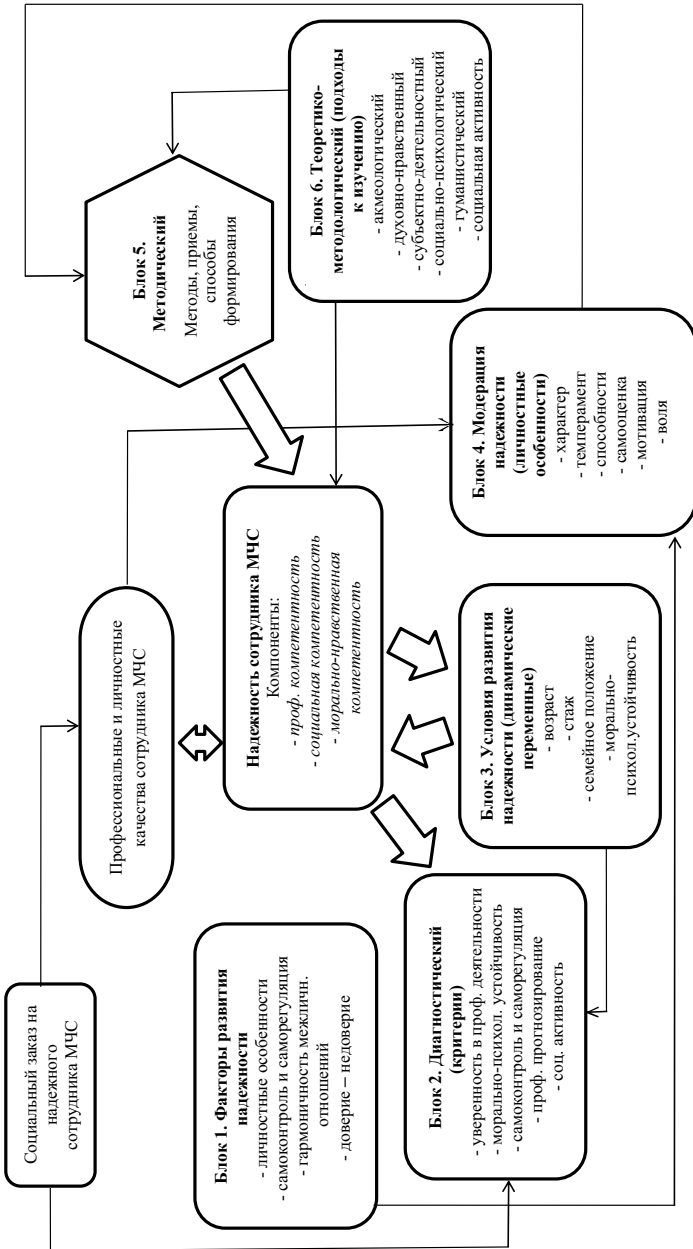 Социальный заказ на
надежного
сотрудника МЧС
Профессиональные и личностные
качества сотрудника МЧС
Блок 5.
Методический
Методы, приемы,
способы
формирования
Блок 1. Факторы развития
надежности
- личностные особенности
- самоконтроль и саморегуляция
- гармоничность межличн.
отношений
- доверие – недоверие
Надежность сотрудника МЧС
Компоненты:
- проф. компетентность
- социальная компетентность
- морально-нравственная
компетентность
Блок 6. Теоретико-
методологический (подходы
к изучению)
- акмеологический
- духовно-нравственный
- субъектно-деятельностный
- социально-психологический
- гуманистический
- социальная активность
Блок 2. Диагностический
(критерии)
- уверенность в проф. деятельности
- морально-психол. устойчивость
- самоконтроль и саморегуляция
- проф. прогнозирование
- соц. активность
Блок 3. Условия развития
надежности (динамические
переменные)
- возраст
- стаж
- семейное положение
- морально-
психол.устойчивость
Блок 4. Модерация
надежности
(личностные
особенности)
- характер
- темперамент
- способности
- самооценка
- мотивация
- воля